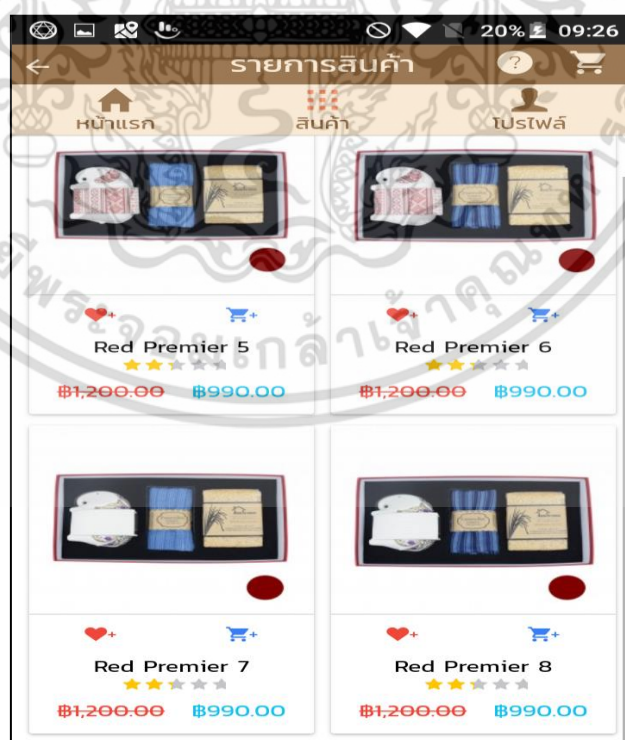 20% 09:26
รายการสินค้า ?
หน้าแรก สินค้า โปรไฟล์
Red Premier 5 Red Premier 6
฿1,200.00 ฿990.00 ฿1,200.00 ฿990.00
Red Premier 7 Red Premier 8
฿1,200.00 ฿990.00 ฿1,200.00 ฿990.00